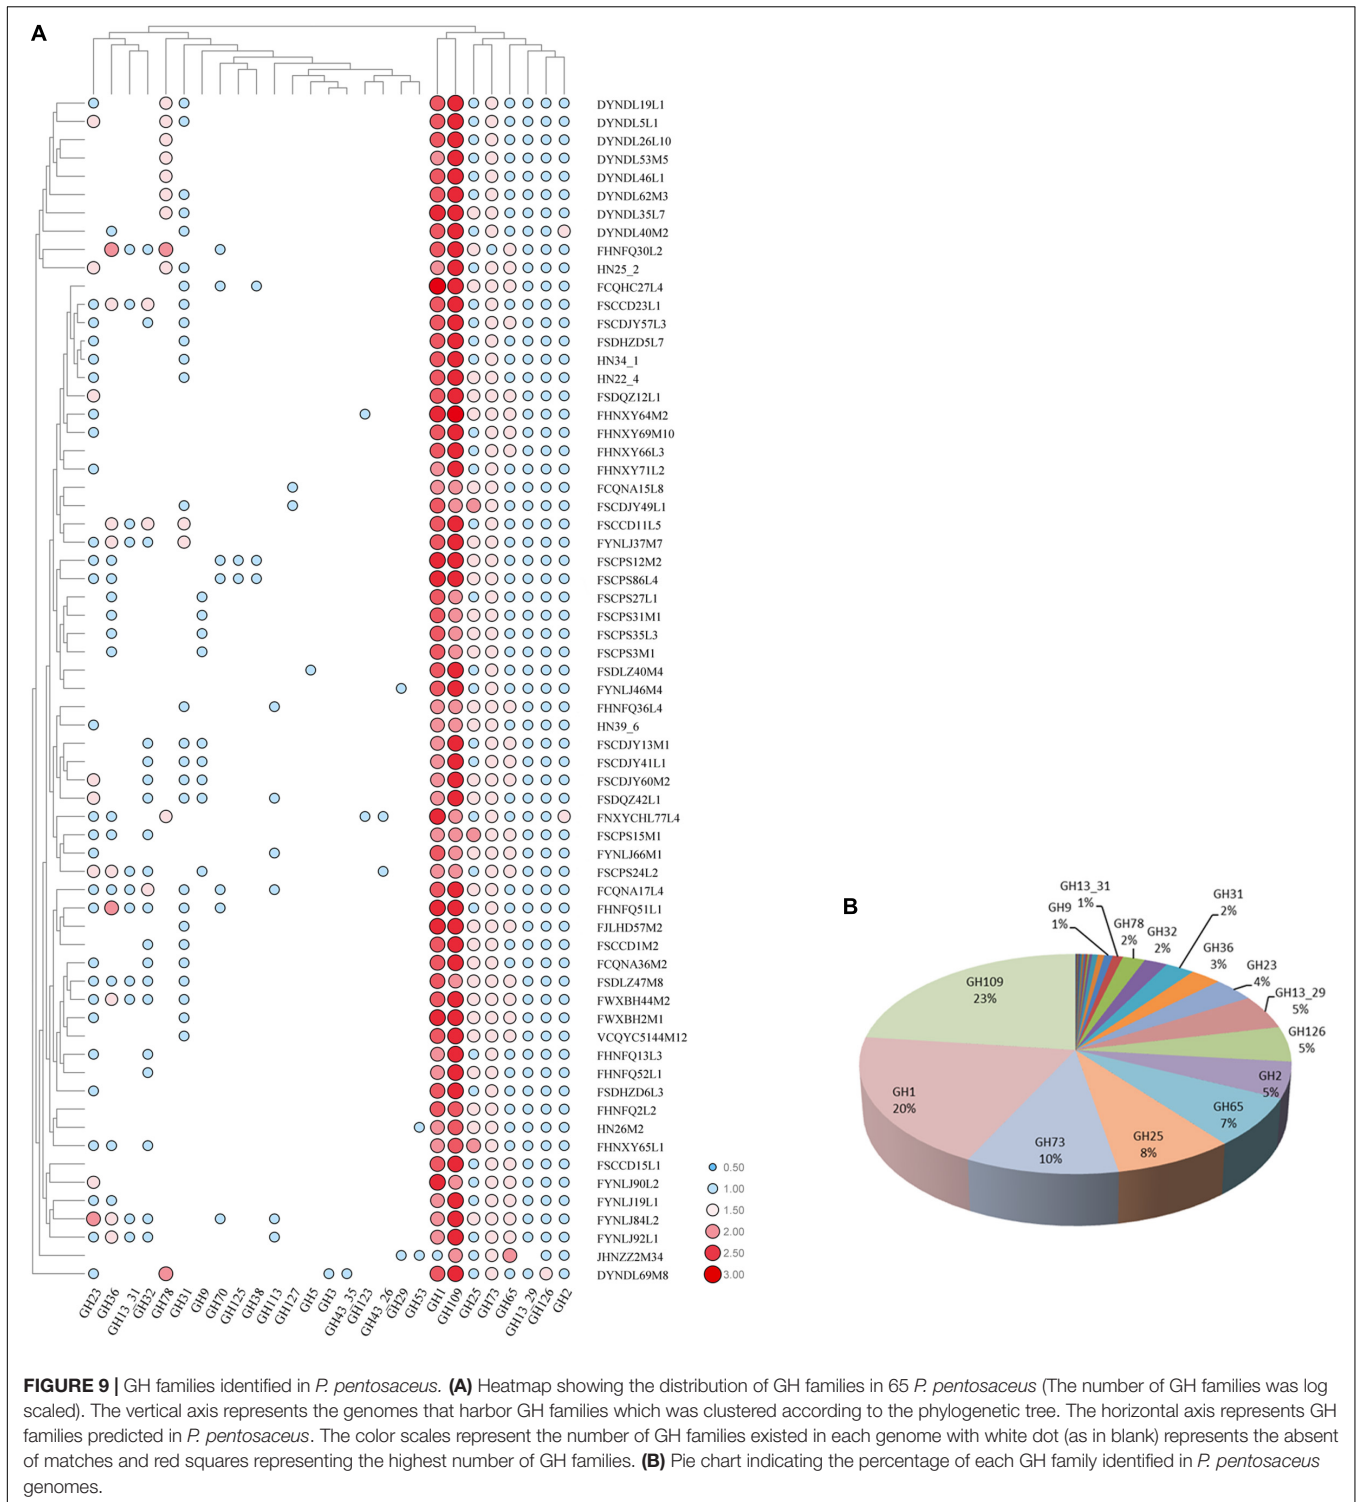 A
DYNDL19L1
DYNDL5L1
DYNDL26L10
DYNDL53M5
DYNDL46L1
DYNDL62M3
DYNDL35L7
DYNDL40M2
FHNFQ30L2
HN25_2
FCQHC27L4
FSCCD23L1
FSCDJY57L3
FSDHZD5L7
HN34_1
HN22_4
FSDQZ12L1
FHNXY64M2
FHNXY69M10
FHNXY66L3
FHNXY71L2
FCQNA15L8
FSCDJY49L1
FSCCD11L5
FYNLJ37M7
FSCPS12M2
FSCPS86L4
FSCPS27L1
FSCPS31M1
FSCPS35L3
FSCPS3M1
FSDLZ40M4
FYNLJ46M4
FHNFQ36L4
HN39_6
FSCDJY13M1
FSCDJY41L1
FSCDJY60M2
FSDQZ42L1
FNXYCHL77L4
FSCPS15M1
FYNLJ66M1
FSCPS24L2
FCQNA17L4
FHNFQ51L1
FJLHD57M2
FSCCD1M2
FCQNA36M2
FSDLZ47M8
FWXBH44M2
FWXBH2M1
VCQYC5144M12
FHNFQ13L3
FHNFQ52L1
FSDHZD6L3
FHNFQ2L2
HN26M2
FHNXY65L1
FSCCD15L1
FYNLJ90L2
FYNLJ19L1
FYNLJ84L2
FYNLJ92L1
JHNZZ2M34
DYNDL69M8
0.50
1.00
1.50
2.00
2.50
3.00
GH23
GH36
GH13_31
GH32
GH78
GH31
GH9
GH70
GH125
GH38
GH113
GH127
GH5
GH3
GH43_35
GH123
GH43_26
GH29
GH53
GH1
GH109
GH25
GH73
GH65
GH13_29
GH126
GH2
B
GH9
1%
GH13_31
1%
GH78
2%
GH32
2%
GH31
2%
GH36
3%
GH23
4%
GH13_29
5%
GH126
5%
GH2
5%
GH65
7%
GH25
8%
GH73
10%
GH1
20%
GH109
23%
FIGURE 9 | GH families identified in P. pentosaceus. (A) Heatmap showing the distribution of GH families in 65 P. pentosaceus (The number of GH families was log
scaled). The vertical axis represents the genomes that harbor GH families which was clustered according to the phylogenetic tree. The horizontal axis represents GH
families predicted in P. pentosaceus. The color scales represent the number of GH families existed in each genome with white dot (as in blank) represents the absent
of matches and red squares representing the highest number of GH families. (B) Pie chart indicating the percentage of each GH family identified in P. pentosaceus
genomes.